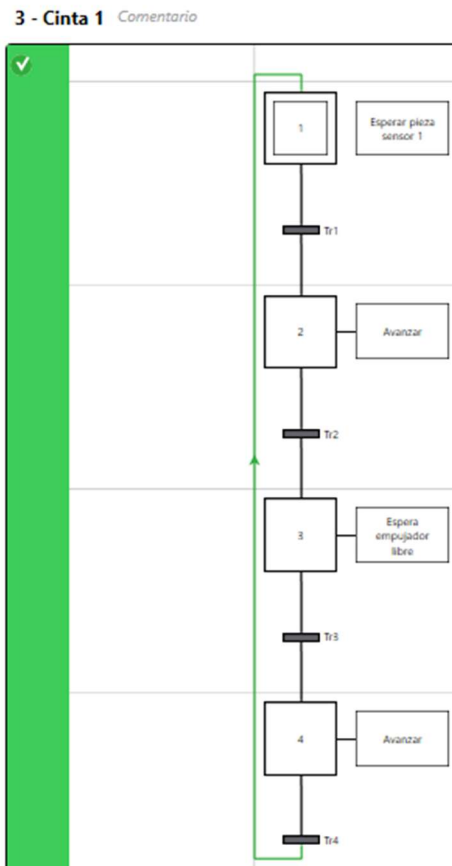 3 - Cinta 1 Comentario
1
Esperar pieza
sensor 1
Tr1
2
Avanzar
Tr2
3
Espera
empujador
libre
Tr3
4
Avanzar
Tr4